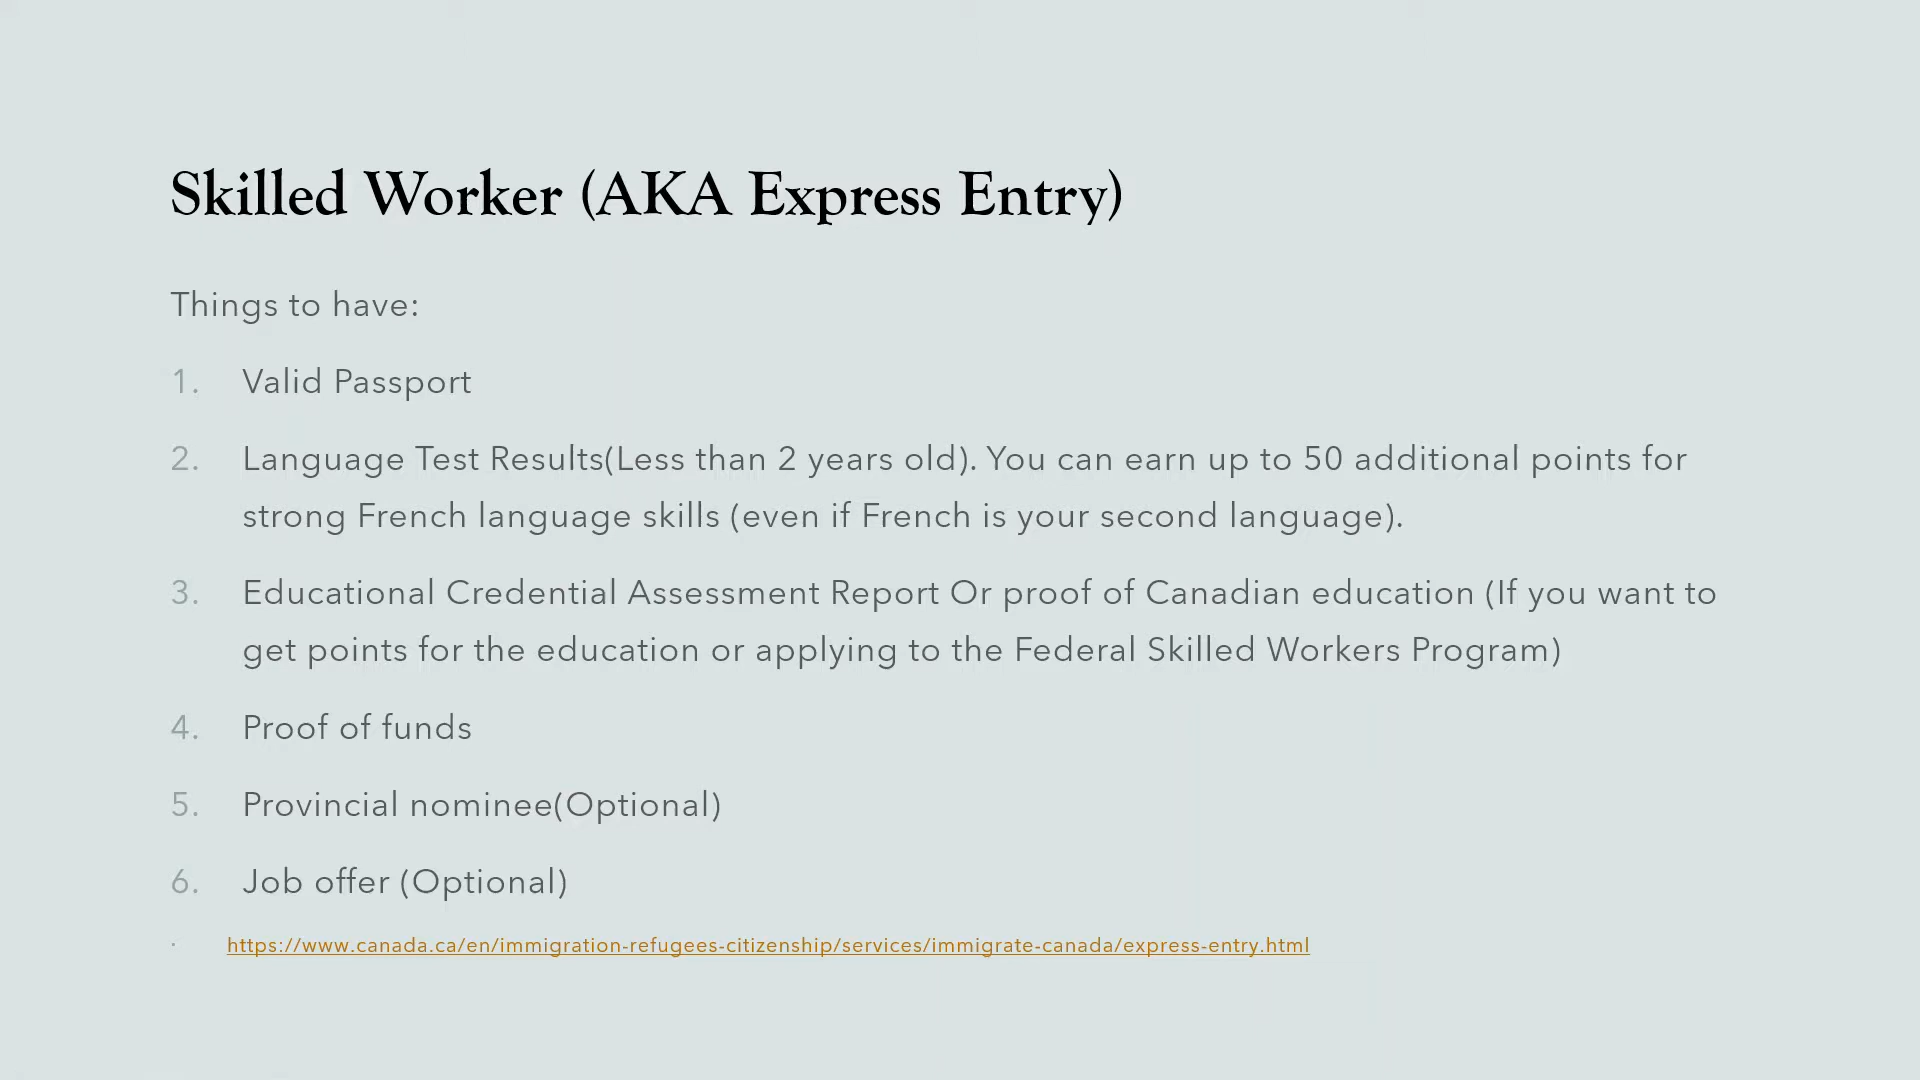 Skilled Worker (AKA Express Entry)
Things to have:
1. Valid Passport
2. Language Test Results(Less than 2 years old). You can earn up to 50 additional points for
strong French language skills (even if French is your second language).
3. Educational Credential Assessment Report Or proof of Canadian education (If you want to
get points for the education or applying to the Federal Skilled Workers Program)
4. Proof of funds
5. Provincial nominee(Optional)
6. Job offer (Optional)
· https://www.canada.ca/en/immigration-refugees-citizenship/services/immigrate-canada/express-entry.html